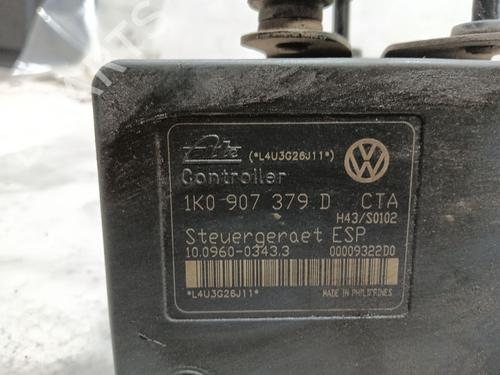 Ate (*L4U3G26J11*)
Controller
1K0 907 379 D CTA
H43/S0102
Steuergeraet ESP
10.0960-0343.3 00009322D0
*L4U3G26J11* MADE IN PHILIPPINES